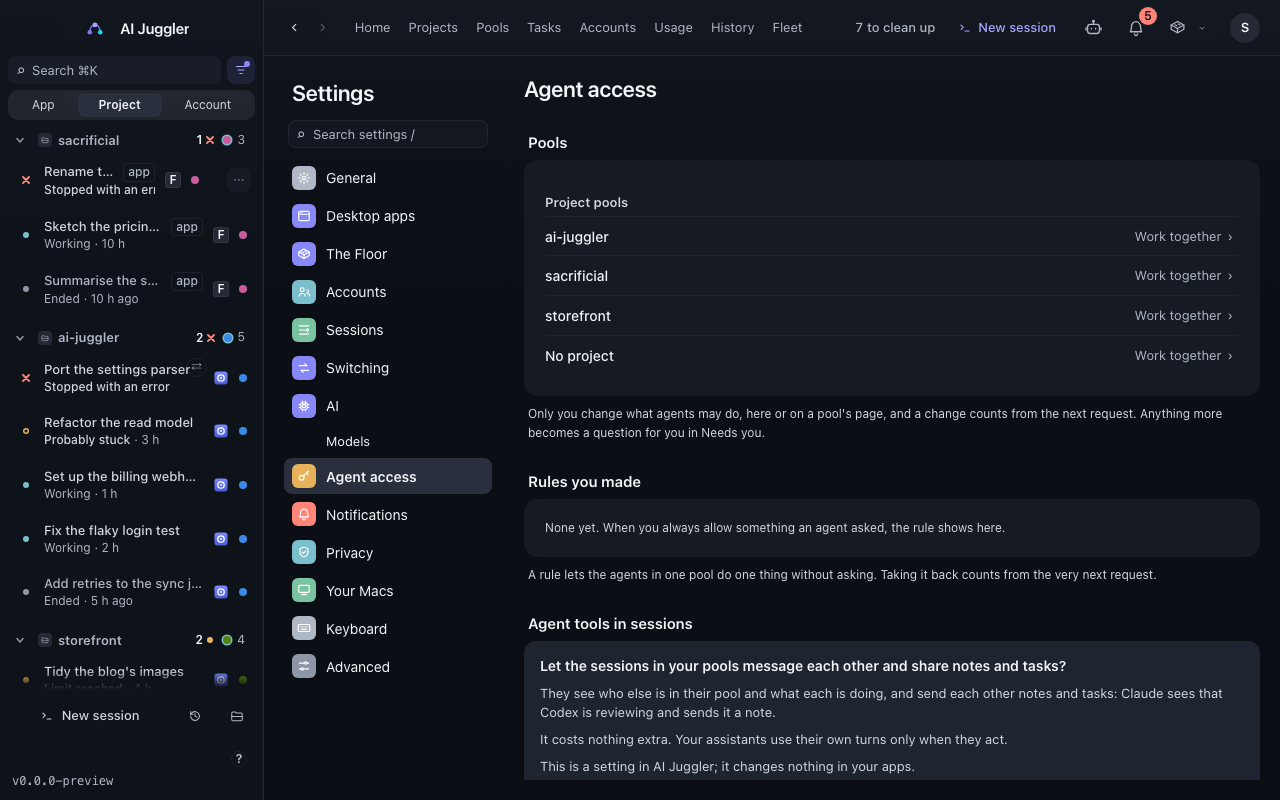 AI Juggler
Search ⌘K
App Project Account
sacrificial 1 3
Rename t... app F
Stopped with an err
Sketch the pricin... app F
Working · 10 h
Summarise the s... app F
Ended · 10 h ago
ai-juggler 2 5
Port the settings parser
Stopped with an error
Refactor the read model
Probably stuck · 3 h
Set up the billing webh...
Working · 1 h
Fix the flaky login test
Working · 2 h
Add retries to the sync j...
Ended · 5 h ago
storefront 2 4
Tidy the blog's images
Limit reached · 4 h
New session
?
v0.0.0-preview
Home Projects Pools Tasks Accounts Usage History Fleet 7 to clean up New session 5 S
Settings
Search settings /
General
Desktop apps
The Floor
Accounts
Sessions
Switching
AI
Models
Agent access
Notifications
Privacy
Your Macs
Keyboard
Advanced
Agent access
Pools
Project pools
ai-juggler Work together ›
sacrificial Work together ›
storefront Work together ›
No project Work together ›
Only you change what agents may do, here or on a pool's page, and a change counts from the next request. Anything more
becomes a question for you in Needs you.
Rules you made
None yet. When you always allow something an agent asked, the rule shows here.
A rule lets the agents in one pool do one thing without asking. Taking it back counts from the very next request.
Agent tools in sessions
Let the sessions in your pools message each other and share notes and tasks?
They see who else is in their pool and what each is doing, and send each other notes and tasks: Claude sees that
Codex is reviewing and sends it a note.
It costs nothing extra. Your assistants use their own turns only when they act.
This is a setting in AI Juggler; it changes nothing in your apps.